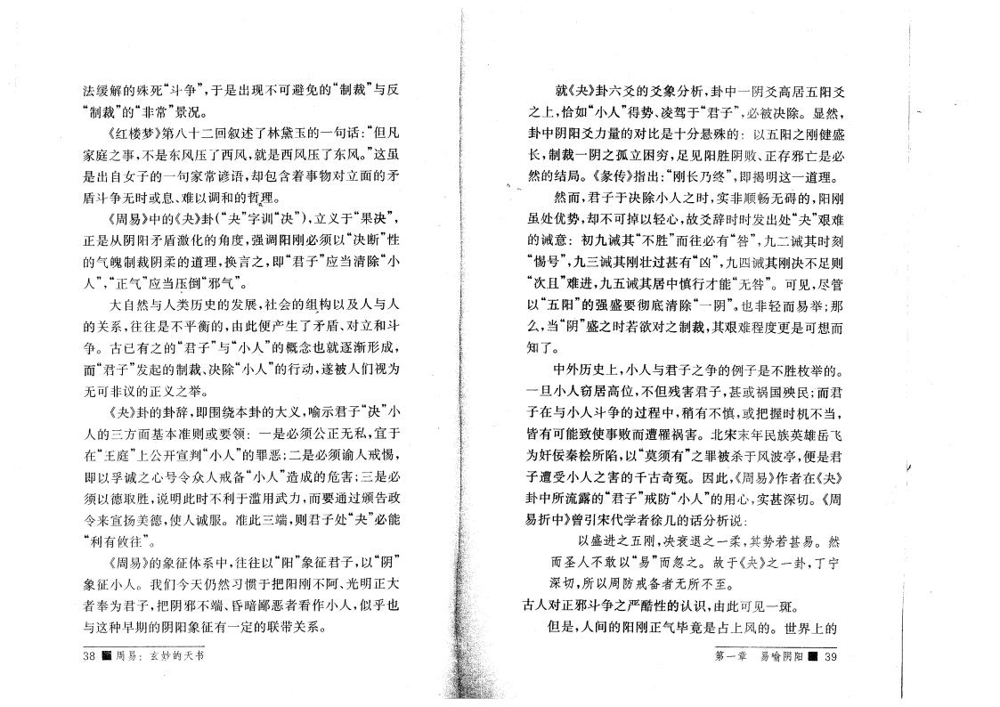 法缓解的殊死“斗争”,于是出现不可避免的“制裁”与反
“制裁”的“非常”景况。
《红楼梦》第八十二回叙述了林黛玉的一句话:“但凡
家庭之事,不是东风压了西风,就是西风压了东风。”这虽
是出自女子的一句家常谚语,却包含着事物对立面的矛
盾斗争无时或息、难以调和的哲理。
《周易》中的《夬》卦(“夬”字训“决”),立义于“果决”,
正是从阴阳矛盾激化的角度,强调阳刚必须以“决断”性
的气魄制裁阴柔的道理,换言之,即“君子”应当清除“小
人”,“正气”应当压倒“邪气”。
大自然与人类历史的发展,社会的组构以及人与人
的关系,往往是不平衡的,由此便产生了矛盾、对立和斗
争。古已有之的“君子”与“小人”的概念也就逐渐形成,
而“君子”发起的制裁、决除“小人”的行动,遂被人们视为
无可非议的正义之举。
《夬》卦的卦辞,即围绕本卦的大义,喻示君子“决”小
人的三方面基本准则或要领:一是必须公正无私,宜于
在“王庭”上公开宣判“小人”的罪恶;二是必须谕人戒惕,
即以孚诚之心号令众人戒备“小人”造成的危害;三是必
须以德取胜,说明此时不利于滥用武力,而要通过颁告政
令来宣扬美德,使人诚服。准此三端,则君子处“夬”必能
“利有攸往”。
《周易》的象征体系中,往往以“阳”象征君子,以“阴”
象征小人。我们今天仍然习惯于把阳刚不阿、光明正大
者奉为君子,把阴邪不端、昏暗鄙恶者看作小人,似乎也
与这种早期的阴阳象征有一定的联带关系。
38 周易:玄妙的天书
就《夬》卦六爻的爻象分析,卦中一阴爻高居五阳爻
之上,恰如“小人”得势、凌驾于“君子”,必被决除。显然,
卦中阴阳爻力量的对比是十分悬殊的:以五阳之刚健盛
长,制裁一阴之孤立困穷,足见阳胜阴败、正存邪亡是必
然的结局。《彖传》指出:“刚长乃终”,即揭明这一道理。
然而,君子于决除小人之时,实非顺畅无碍的,阳刚
虽处优势,却不可掉以轻心,故爻辞时时发出处“夬”艰难
的诫意:初九诫其“不胜”而往必有“咎”,九二诫其时刻
“惕号”,九三诫其刚壮过甚有“凶”,九四诫其刚决不足则
“次且”难进,九五诫其居中慎行才能“无咎”。可见,尽管
以“五阳”的强盛要彻底清除“一阴”,也非轻而易举;那
么,当“阴”盛之时若欲对之制裁,其艰难程度更是可想而
知了。
中外历史上,小人与君子之争的例子是不胜枚举的。
一旦小人窃居高位,不但残害君子,甚或祸国殃民;而君
子在与小人斗争的过程中,稍有不慎,或把握时机不当,
皆有可能致使事败而遭罹祸害。北宋末年民族英雄岳飞
为奸佞秦桧所陷,以“莫须有”之罪被杀于风波亭,便是君
子遭受小人之害的千古奇冤。因此,《周易》作者在《夬》
卦中所流露的“君子”戒防“小人”的用心,实甚深切。《周
易折中》曾引宋代学者徐几的话分析说:
以盛进之五刚,决衰退之一柔,其势若甚易。然
而圣人不敢以“易”而忽之。故于《夬》之一卦,丁宁
深切,所以周防戒备者无所不至。
古人对正邪斗争之严酷性的认识,由此可见一斑。
但是,人间的阳刚正气毕竟是占上风的。世界上的
第一章 易喻阴阳 39